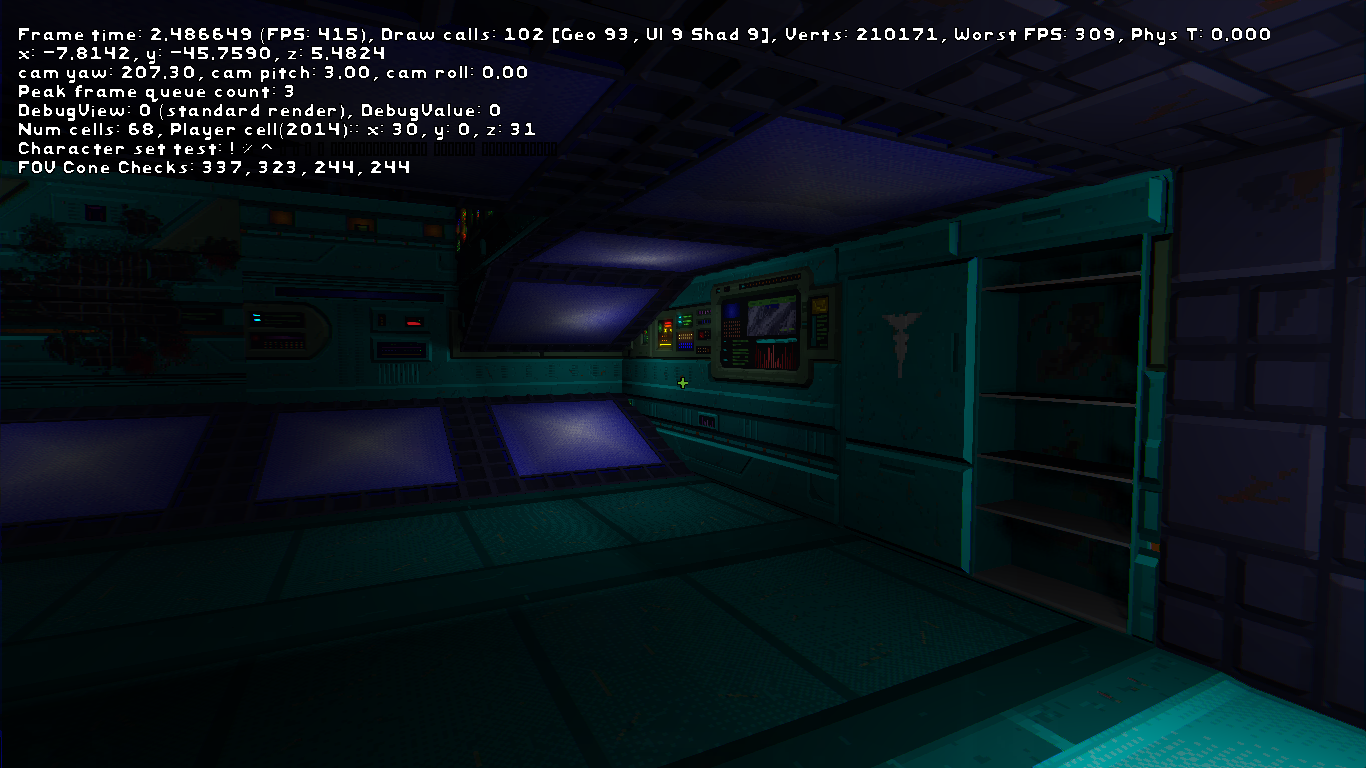 Frame time: 2.486649 (FPS: 415), Draw calls: 102 [Geo 93, UI 9 Shad 9], Verts: 210171, Worst FPS: 309, Phys T: 0.000
x: -7.8142, y: -45.7590, z: 5.4824
cam yaw: 207.30, cam pitch: 3.00, cam roll: 0.00
Peak frame queue count: 3
DebugView: 0 (standard render), DebugValue: 0
Num cells: 68, Player cell(2014):: x: 30, y: 0, z: 31
Character set test: ! ⁒ ^
FOV Cone Checks: 337, 323, 244, 244